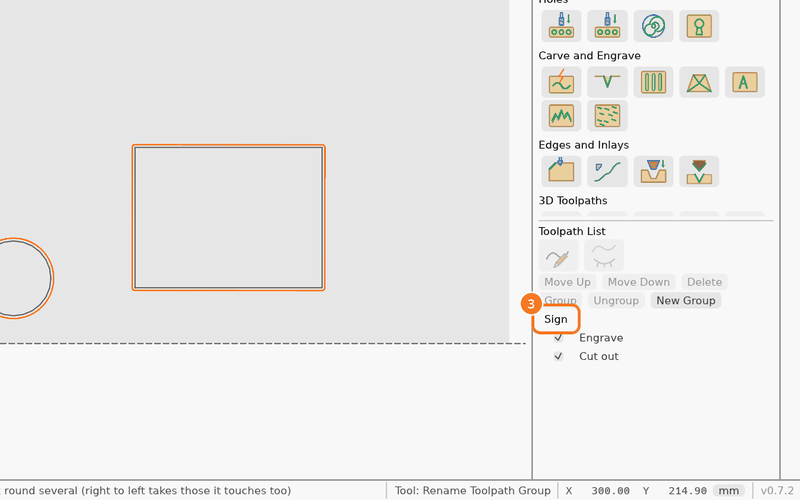 Holes
Carve and Engrave
A
Edges and Inlays
3D Toolpaths
Toolpath List
Move Up Move Down Delete
Group Ungroup New Group
3
Sign
Engrave
Cut out
round several (right to left takes those it touches too) Tool: Rename Toolpath Group X 300.00 Y 214.90 mm v0.7.2